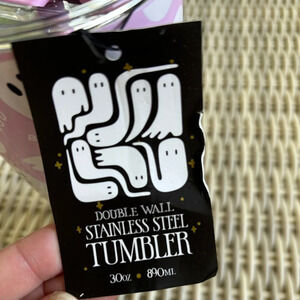 DOUBLE WALL
STAINLESS STEEL
TUMBLER
30OZ • 890ML